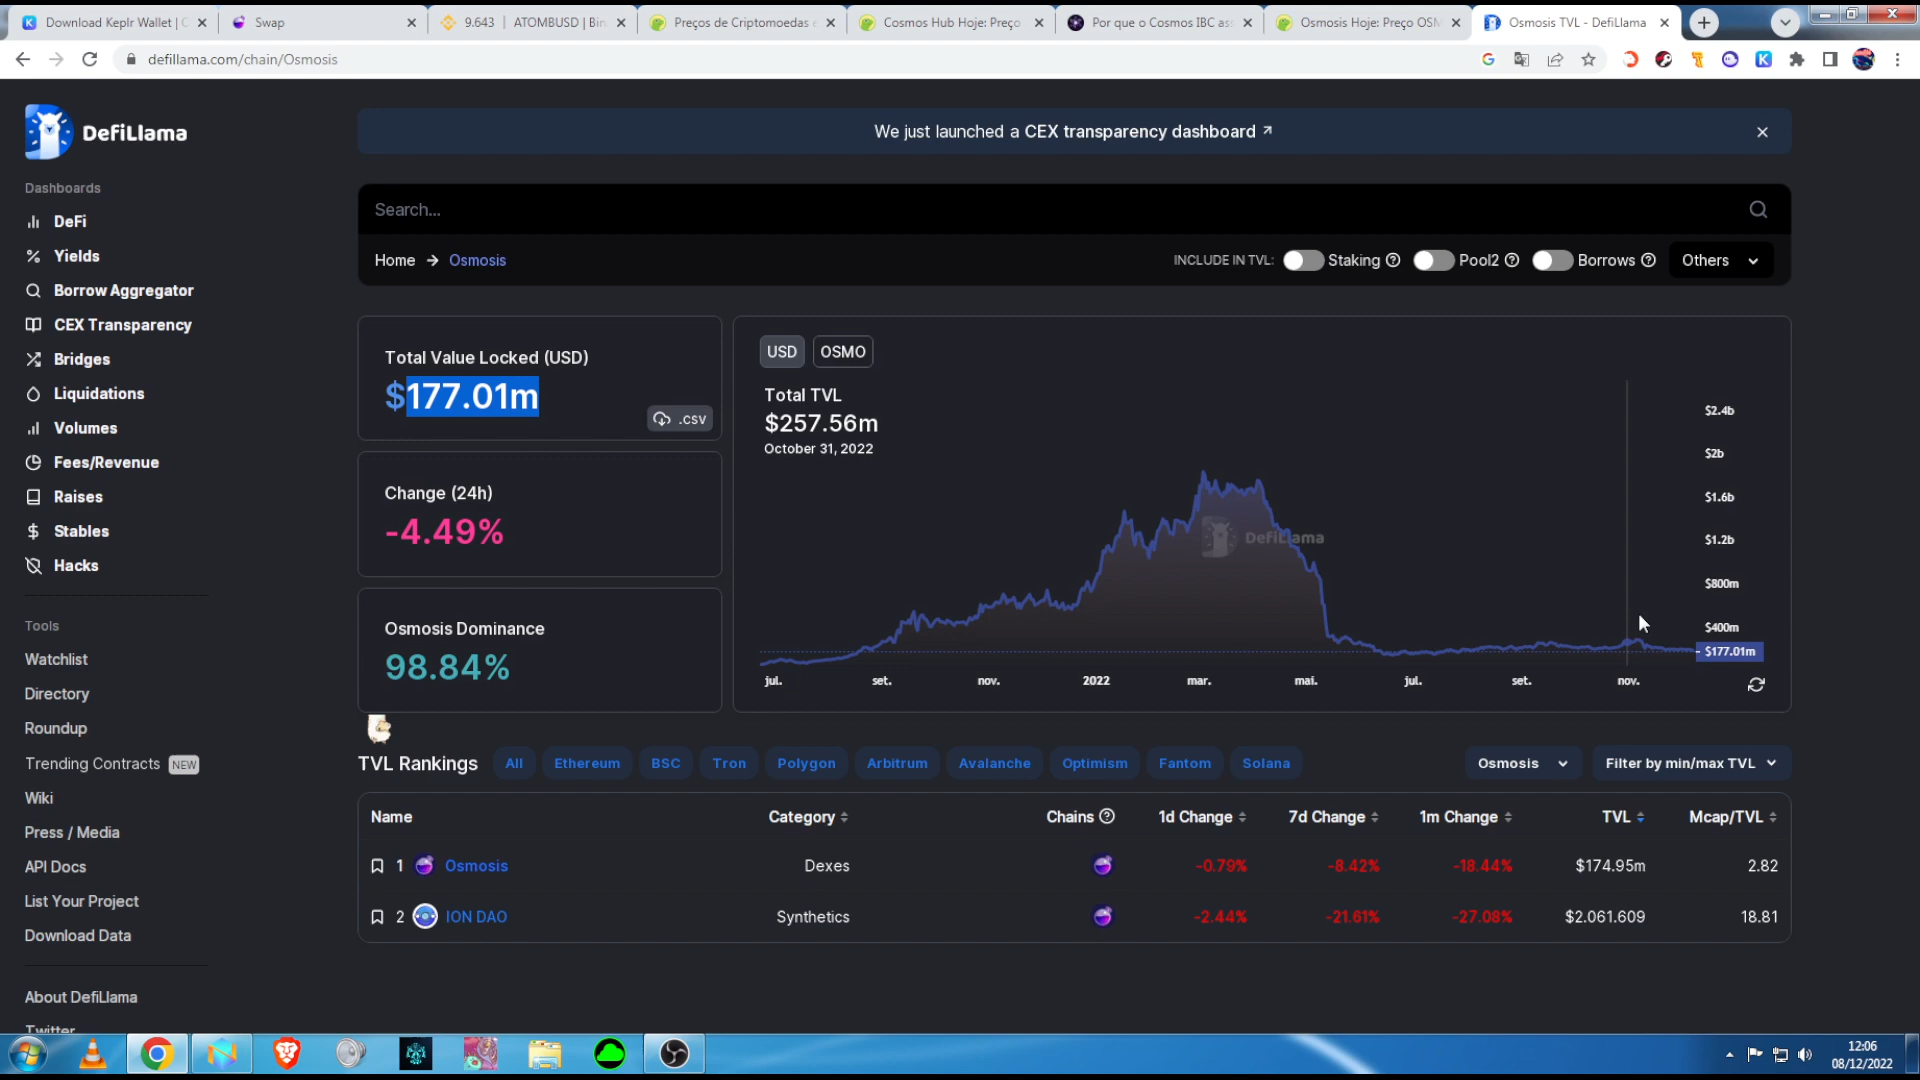 Download Keplr Wallet | C
Swap
9.643 | ATOMBUSD | Bin
Preços de Criptomoedas e
Cosmos Hub Hoje: Preço
Por que o Cosmos IBC ass
Osmosis Hoje: Preço OSM
Osmosis TVL - DefiLlama
defillama.com/chain/Osmosis
DefiLlama
We just launched a CEX transparency dashboard
Dashboards
DeFi
Yields
Borrow Aggregator
CEX Transparency
Bridges
Liquidations
Volumes
Fees/Revenue
Raises
Stables
Hacks
Tools
Watchlist
Directory
Roundup
Trending Contracts NEW
Wiki
Press / Media
API Docs
List Your Project
Download Data
About DefiLlama
Twitter
Search...
Home → Osmosis
INCLUDE IN TVL: Staking Pool2 Borrows Others
Total Value Locked (USD)
$177.01m
.csv
Change (24h)
-4.49%
Osmosis Dominance
98.84%
USD OSMO
Total TVL
$257.56m
October 31, 2022
DefiLlama
$2.4b
$2b
$1.6b
$1.2b
$800m
$400m
$177.01m
jul. set. nov. 2022 mar. mai. jul. set. nov.
TVL Rankings All Ethereum BSC Tron Polygon Arbitrum Avalanche Optimism Fantom Solana Osmosis Filter by min/max TVL
Name Category Chains 1d Change 7d Change 1m Change TVL Mcap/TVL
1 Osmosis Dexes -0.79% -8.42% -18.44% $174.95m 2.82
2 ION DAO Synthetics -2.44% -21.61% -27.08% $2.061.609 18.81
12:06
08/12/2022